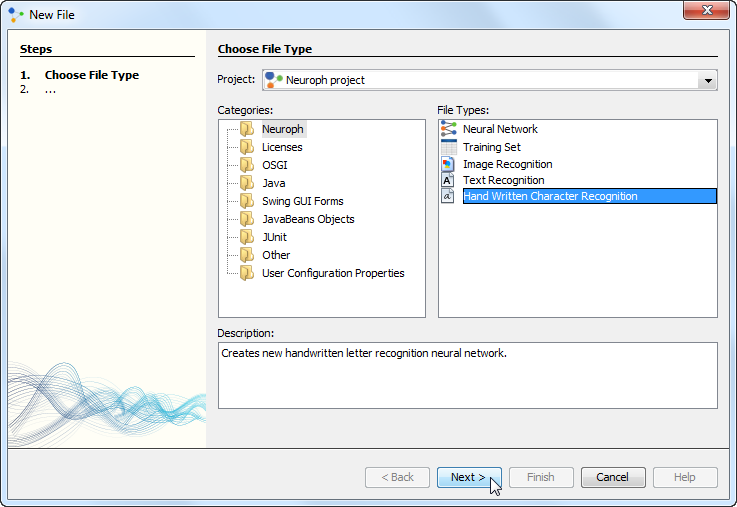 New File
Steps
1. Choose File Type
2. ...
Choose File Type
Project: Neuroph project
Categories:
Neuroph
Licenses
OSGI
Java
Swing GUI Forms
JavaBeans Objects
JUnit
Other
User Configuration Properties
File Types:
Neural Network
Training Set
Image Recognition
Text Recognition
Hand Written Character Recognition
Description:
Creates new handwritten letter recognition neural network.
< Back Next > Finish Cancel Help